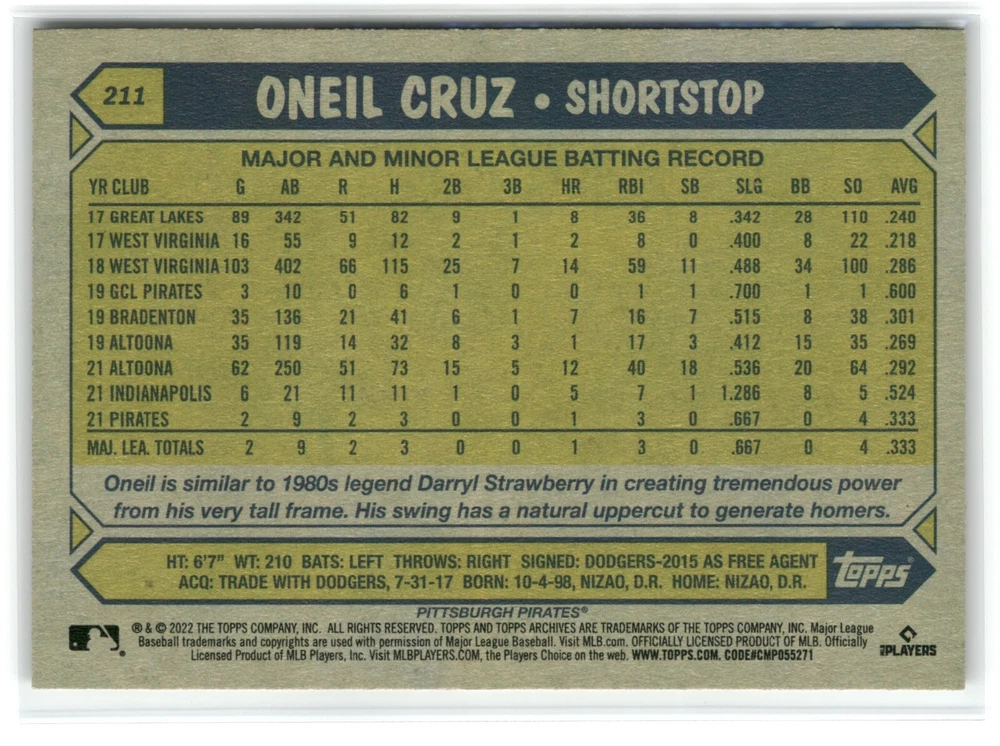 211 ONEIL CRUZ • SHORTSTOP
MAJOR AND MINOR LEAGUE BATTING RECORD
YR CLUB G AB R H 2B 3B HR RBI SB SLG BB SO AVG
17 GREAT LAKES 89 342 51 82 9 1 8 36 8 .342 28 110 .240
17 WEST VIRGINIA 16 55 9 12 2 1 2 8 0 .400 8 22 .218
18 WEST VIRGINIA 103 402 66 115 25 7 14 59 11 .488 34 100 .286
19 GCL PIRATES 3 10 0 6 1 0 0 1 1 .700 1 1 .600
19 BRADENTON 35 136 21 41 6 1 7 16 7 .515 8 38 .301
19 ALTOONA 35 119 14 32 8 3 1 17 3 .412 15 35 .269
21 ALTOONA 62 250 51 73 15 5 12 40 18 .536 20 64 .292
21 INDIANAPOLIS 6 21 11 11 1 0 5 7 1 1.286 8 5 .524
21 PIRATES 2 9 2 3 0 0 1 3 0 .667 0 4 .333
MAJ. LEA. TOTALS 2 9 2 3 0 0 1 3 0 .667 0 4 .333
Oneil is similar to 1980s legend Darryl Strawberry in creating tremendous power
from his very tall frame. His swing has a natural uppercut to generate homers.
HT: 6'7" WT: 210 BATS: LEFT THROWS: RIGHT SIGNED: DODGERS-2015 AS FREE AGENT
ACQ: TRADE WITH DODGERS, 7-31-17 BORN: 10-4-98, NIZAO, D.R. HOME: NIZAO, D.R.
TOPPS
PITTSBURGH PIRATES®
® & © 2022 THE TOPPS COMPANY, INC. ALL RIGHTS RESERVED. TOPPS AND TOPPS ARCHIVES ARE TRADEMARKS OF THE TOPPS COMPANY, INC. Major League
Baseball trademarks and copyrights are used with permission of Major League Baseball. Visit MLB.com. OFFICIALLY LICENSED PRODUCT OF MLB. Officially
Licensed Product of MLB Players, Inc. Visit MLBPLAYERS.COM, the Players Choice on the web. WWW.TOPPS.COM. CODE#CMP055271
MLBPLAYERS